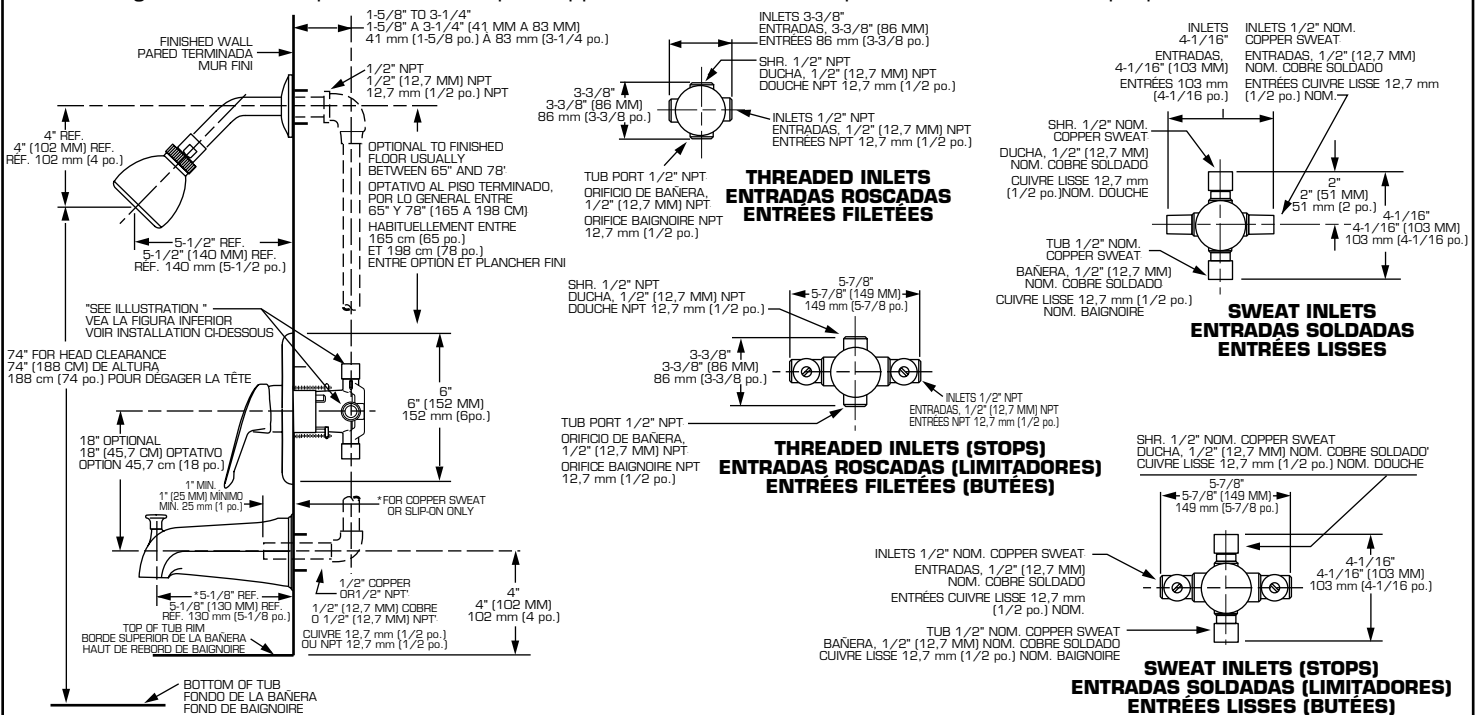 1-5/8" TO 3-1/4"
1-5/8" A 3-1/4" (41 MM A 83 MM)
41 mm (1-5/8 po.) À 83 mm (3-1/4 po.)
FINISHED WALL
PARED TERMINADA
MUR FINI
1/2" NPT
1/2" (12,7 MM) NPT
12,7 mm (1/2 po.) NPT
4" REF.
4" (102 MM) REF.
RÉF. 102 mm (4 po.)
OPTIONAL TO FINISHED
FLOOR USUALLY
BETWEEN 65" AND 78'
OPTATIVO AL PISO TERMINADO,
POR LO GENERAL ENTRE
65" Y 78" (165 A 198 CM)
HABITUELLEMENT ENTRE
165 cm (65 po.)
ET 198 cm (78 po.)
ENTRE OPTION ET PLANCHER FINI
5-1/2" REF.
5-1/2" (140 MM) REF.
RÉF. 140 mm (5-1/2 po.)
"SEE ILLUSTRATION "
VEA LA FIGURA INFERIOR
VOIR INSTALLATION CI-DESSOUS
74" FOR HEAD CLEARANCE
74" (188 CM) DE ALTURA
188 cm (74 po.) POUR DÉGAGER LA TÊTE
6"
6" (152 MM)
152 mm (6po.)
18" OPTIONAL
18" (45,7 CM) OPTATIVO
OPTION 45,7 cm (18 po.)
1" MIN.
1" (25 MM) MÍNIMO
MIN. 25 mm (1 po.)
*FOR COPPER SWEAT
OR SLIP-ON ONLY
*5-1/8" REF.
5-1/8" (130 MM) REF.
REF. 130 mm (5-1/8 po.)
1/2" COPPER
OR1/2" NPT
1/2" (12,7 MM) COBRE
O 1/2" (12,7 MM) NPT
CUIVRE 12,7 mm (1/2 po.)
OU NPT 12,7 mm (1/2 po.)
4"
4" (102 MM)
102 mm (4 po.)
TOP OF TUB RIM
BORDE SUPERIOR DE LA BAÑERA
HAUT DE REBORD DE BAIGNOIRE
BOTTOM OF TUB
FONDO DE LA BAÑERA
FOND DE BAIGNOIRE
INLETS 3-3/8"
ENTRADAS, 3-3/8" (86 MM)
ENTRÉES 86 mm (3-3/8 po.)
SHR. 1/2" NPT
DUCHA, 1/2" (12,7 MM) NPT
DOUCHE NPT 12,7 mm (1/2 po.)
3-3/8"
3-3/8" (86 MM)
86 mm (3-3/8 po.)
INLETS 1/2" NPT
ENTRADAS, 1/2" (12,7 MM) NPT
ENTRÉES NPT 12,7 mm (1/2 po.)
TUB PORT 1/2" NPT
ORIFICIO DE BAÑERA,
1/2" (12,7 MM) NPT
ORIFICE BAIGNOIRE NPT
12,7 mm (1/2 po.)
THREADED INLETS
ENTRADAS ROSCADAS
ENTRÉES FILETÉES
SHR. 1/2" NPT
DUCHA, 1/2" (12,7 MM) NPT
DOUCHE NPT 12,7 mm (1/2 po.)
5-7/8"
5-7/8" (149 MM)
149 mm (5-7/8 po.)
3-3/8"
3-3/8" (86 MM)
86 mm (3-3/8 po.)
INLETS 1/2" NPT
ENTRADAS, 1/2" (12,7 MM) NPT
ENTRÉES NPT 12,7 mm (1/2 po.)
TUB PORT 1/2" NPT
ORIFICIO DE BAÑERA,
1/2" (12,7 MM) NPT
ORIFICE BAIGNOIRE NPT
12,7 mm (1/2 po.)
THREADED INLETS (STOPS)
ENTRADAS ROSCADAS (LIMITADORES)
ENTRÉES FILETÉES (BUTÉES)
INLETS
4-1/16"
ENTRADAS,
4-1/16" (103 MM)
ENTRÉES 103 mm
(4-1/16 po.)
INLETS 1/2" NOM.
COPPER SWEAT
ENTRADAS, 1/2" (12,7 MM)
NOM. COBRE SOLDADO
ENTRÉES CUIVRE LISSE 12,7 mm
(1/2 po.) NOM.
SHR. 1/2" NOM.
COPPER SWEAT
DUCHA, 1/2" (12,7 MM)
NOM. COBRE SOLDADO
CUIVRE LISSE 12,7 mm
(1/2 po.)NOM. DOUCHE
2"
2" (51 MM)
51 mm (2 po.)
4-1/16"
4-1/16" (103 MM)
103 mm (4-1/16 po.)
TUB 1/2" NOM.
COPPER SWEAT
BAÑERA, 1/2" (12,7 MM)
NOM. COBRE SOLDADO
CUIVRE LISSE 12,7 mm (1/2 po.)
NOM. BAIGNOIRE
SWEAT INLETS
ENTRADAS SOLDADAS
ENTRÉES LISSES
SHR. 1/2" NOM. COPPER SWEAT
DUCHA, 1/2" (12,7 MM) NOM. COBRE SOLDADO
CUIVRE LISSE 12,7 mm (1/2 po.) NOM. DOUCHE
5-7/8"
5-7/8" (149 MM)
149 mm (5-7/8 po.)
INLETS 1/2" NOM. COPPER SWEAT
ENTRADAS, 1/2" (12,7 MM)
NOM. COBRE SOLDADO
ENTRÉES CUIVRE LISSE 12,7 mm
(1/2 po.) NOM.
4-1/16"
4-1/16" (103 MM)
103 mm (4-1/16 po.)
TUB 1/2" NOM. COPPER SWEAT
BAÑERA, 1/2" (12,7 MM) NOM. COBRE SOLDADO
CUIVRE LISSE 12,7 mm (1/2 po.) NOM. BAIGNOIRE
SWEAT INLETS (STOPS)
ENTRADAS SOLDADAS (LIMITADORES)
ENTRÉES LISSES (BUTÉES)